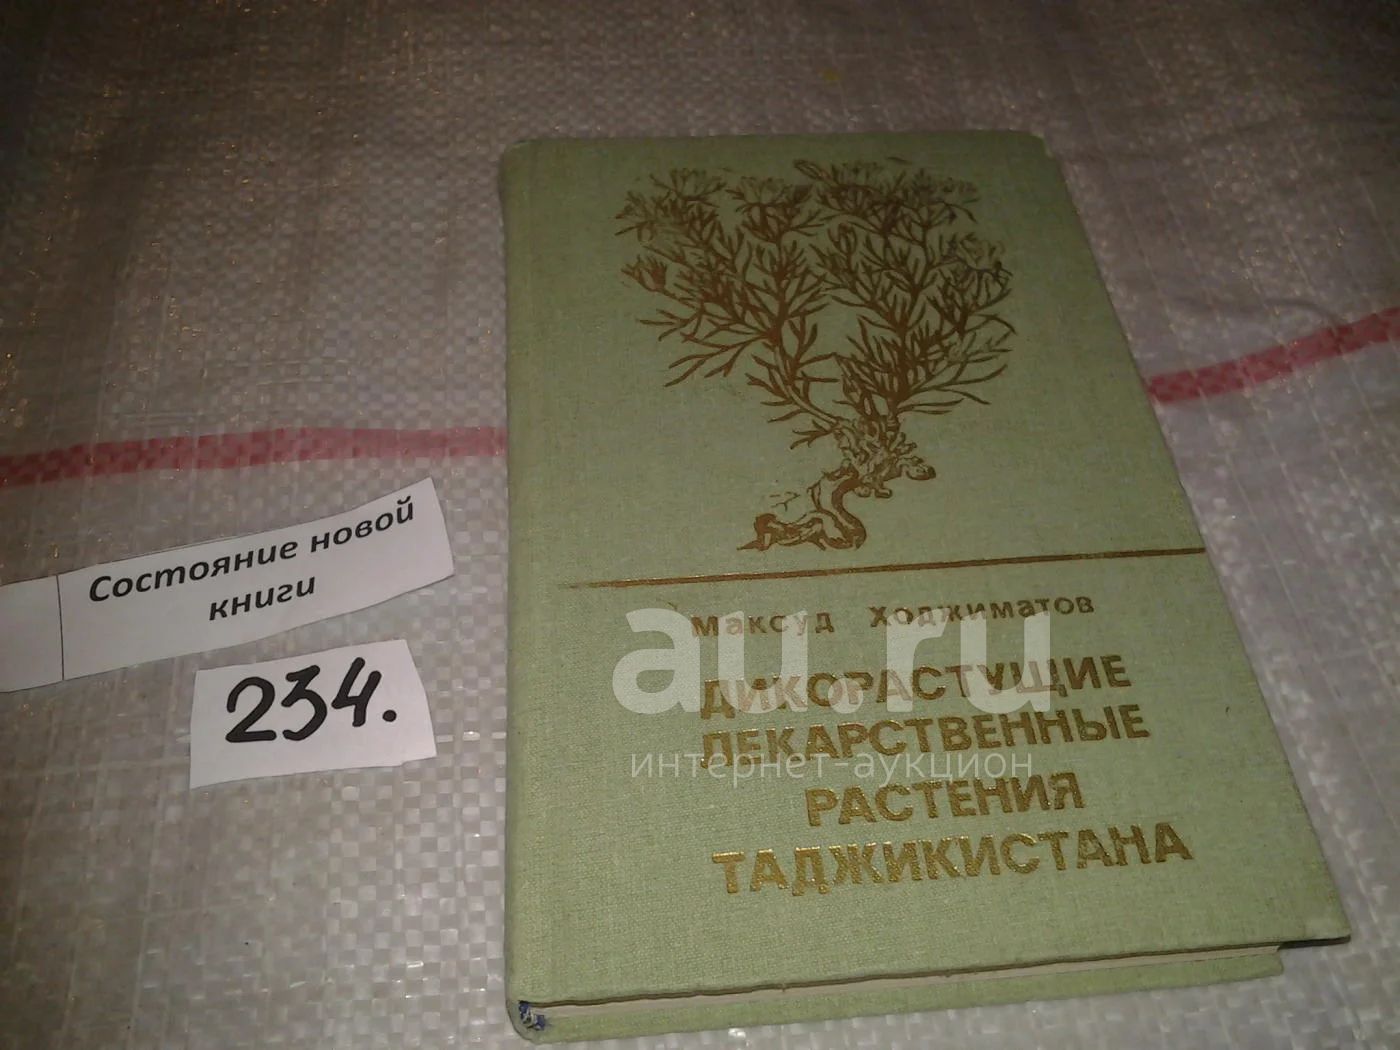 Состояние новой
книги
234.
Максуд Ходжиматов
ДИКОРАСТУЩИЕ
ЛЕКАРСТВЕННЫЕ
РАСТЕНИЯ
ТАДЖИКИСТАНА
au.ru
интернет-аукцион